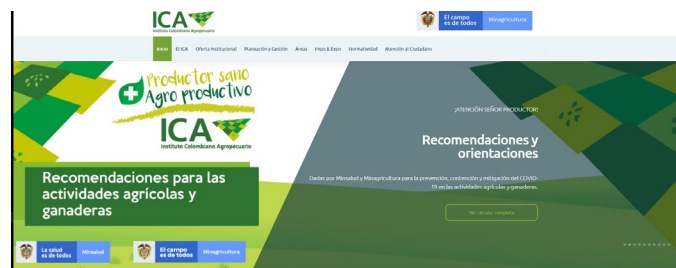 ICA
Instituto Colombiano Agropecuario
El campo
es de todos
Minagricultura
Inicio El ICA Oferta Institucional Planeación y Gestión Áreas Impo & Expo Normatividad Atención al Ciudadano
Productor sano
Agro productivo
ICA
Instituto Colombiano Agropecuario
Recomendaciones para las
actividades agrícolas y
ganaderas
La salud
es de todos
Minsalud
El campo
es de todos
Minagricultura
¡ATENCIÓN SEÑOR PRODUCTOR!
Recomendaciones y
orientaciones
Dadas por Minsalud y Minagricultura para la prevención, contención y mitigación del COVID-
19 en las actividades agrícolas y ganaderas.
Ver circular completa